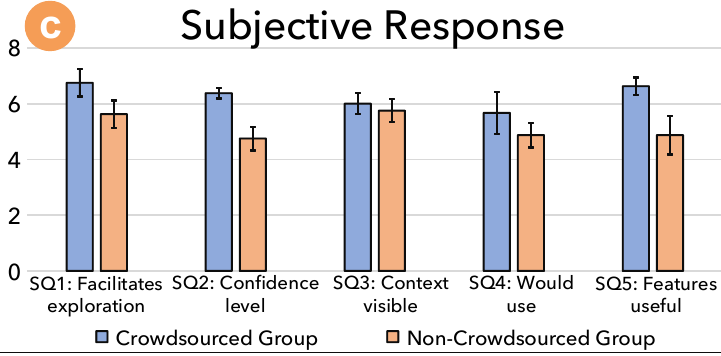 C
Subjective Response
8
6
4
2
0
SQ1: Facilitates
exploration
SQ2: Confidence
level
SQ3: Context
visible
SQ4: Would
use
SQ5: Features
useful
Crowdsourced Group
Non-Crowdsourced Group